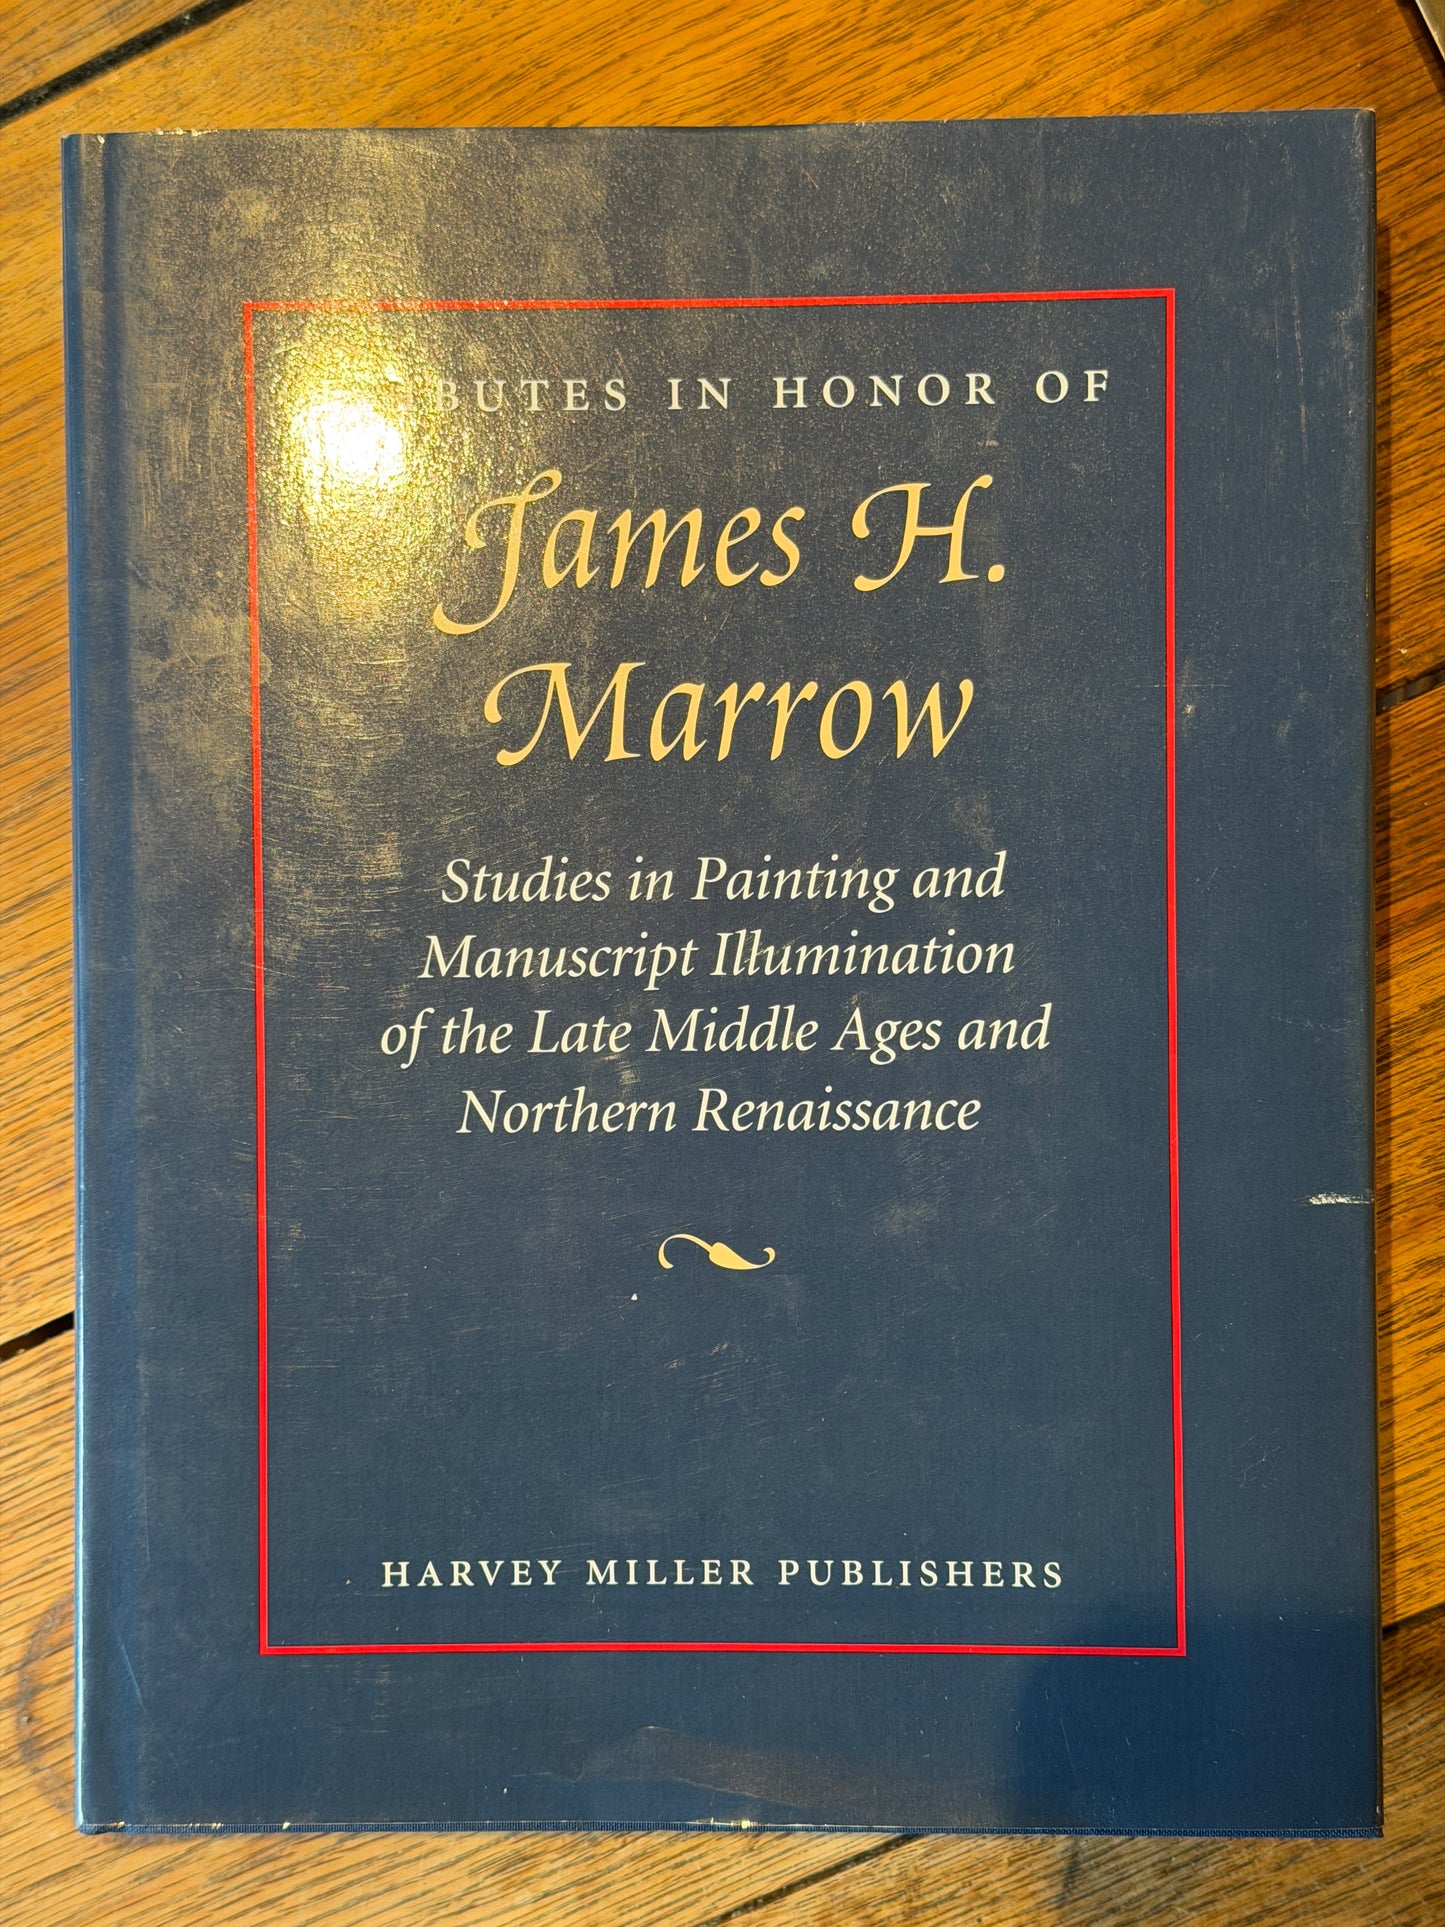 TRIBUTES IN HONOR OF
James H.
Marrow
Studies in Painting and
Manuscript Illumination
of the Late Middle Ages and
Northern Renaissance
HARVEY MILLER PUBLISHERS